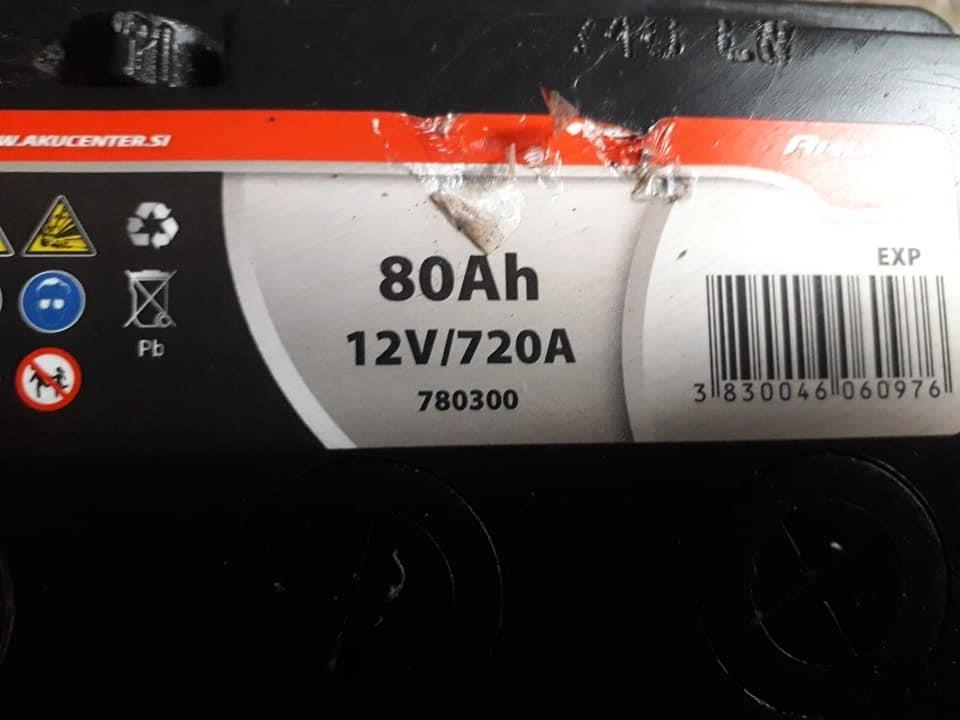 W.AKUCENTER.SI
80Ah
12V/720A
780300
Pb
EXP
3 830046 060976